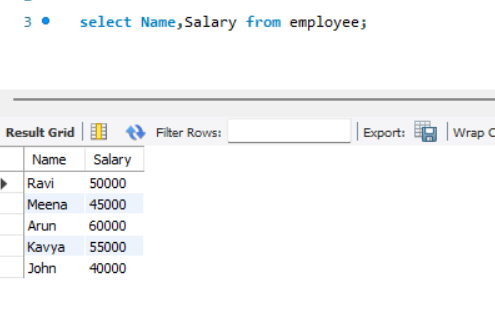 3 select Name,Salary from employee;
Result Grid Filter Rows: Export: Wrap C
Name Salary
Ravi 50000
Meena 45000
Arun 60000
Kavya 55000
John 40000